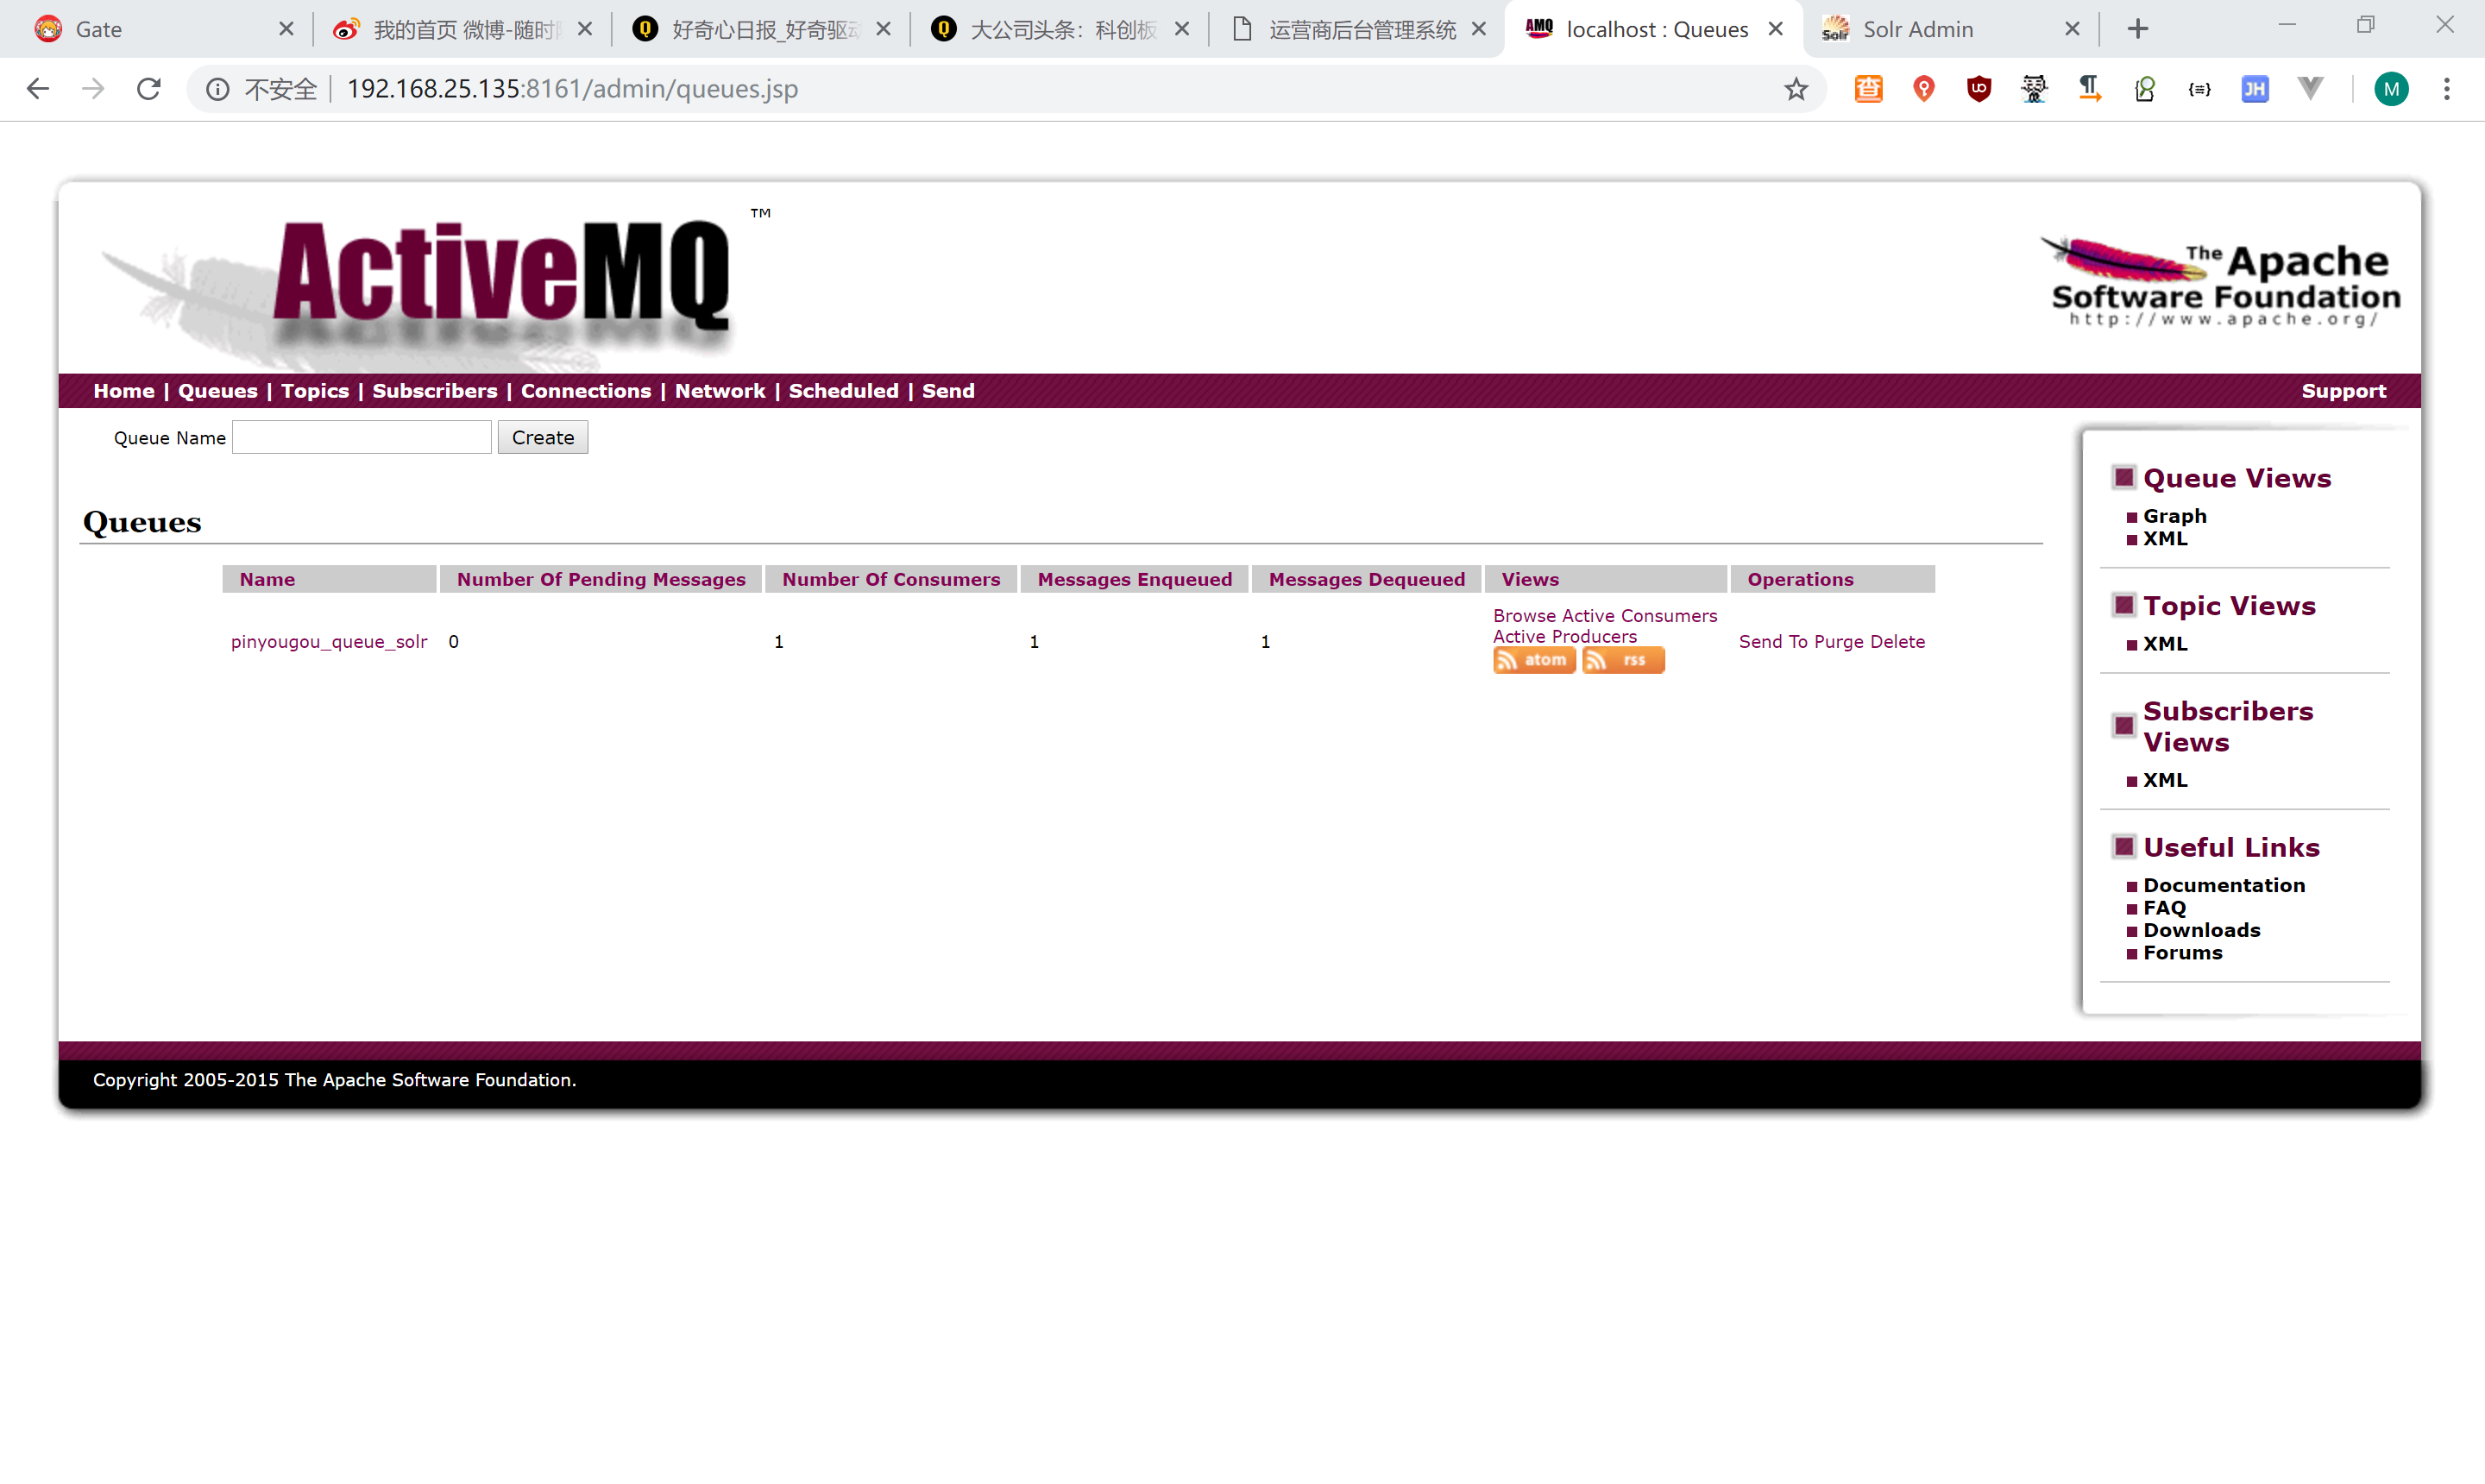 Gate
我的首页 微博-随时
好奇心日报_好奇驱
大公司头条：科创板
运营商后台管理系统
AMQ localhost : Queues
Solr Solr Admin
不安全 192.168.25.135:8161/admin/queues.jsp
JH
M
ActiveMQ ™
The Apache
Software Foundation
http://www.apache.org/
Home | Queues | Topics | Subscribers | Connections | Network | Scheduled | Send
Support
Queue Name
Create
Queues
Name Number Of Pending Messages Number Of Consumers Messages Enqueued Messages Dequeued Views Operations
pinyougou_queue_solr 0 1 1 1
Browse Active Consumers
Active Producers
atom rss
Send To Purge Delete
Queue Views
Graph
XML
Topic Views
XML
Subscribers
Views
XML
Useful Links
Documentation
FAQ
Downloads
Forums
Copyright 2005-2015 The Apache Software Foundation.